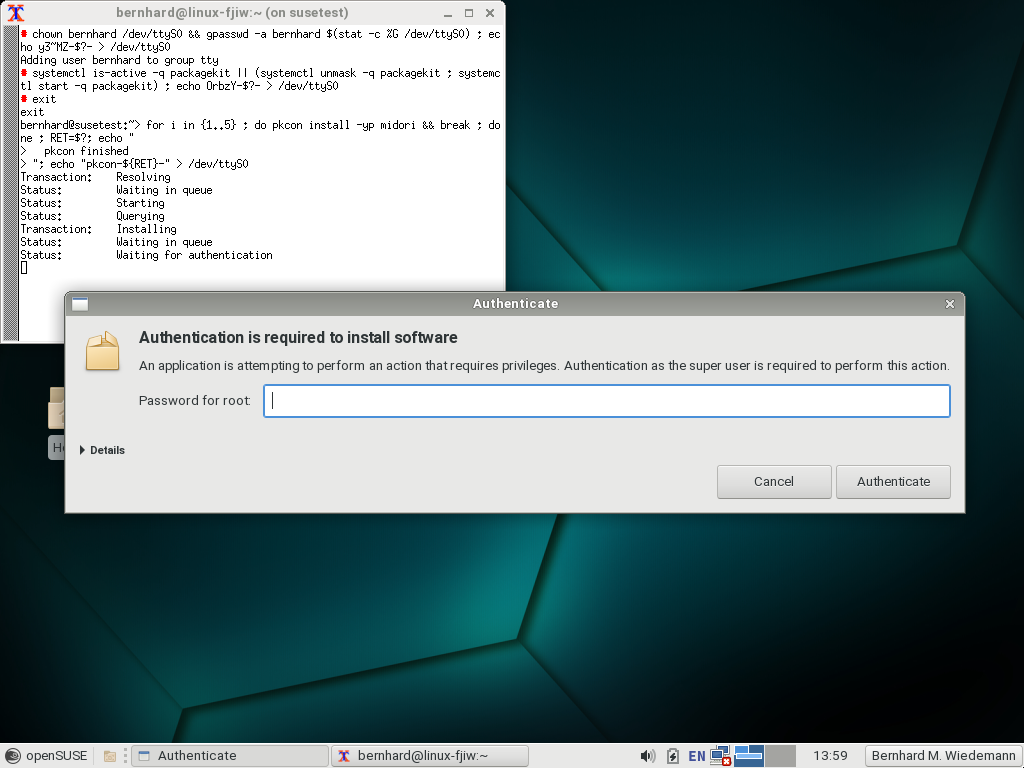 bernhard@linux-fjiw:~ (on susetest)
# chown bernhard /dev/ttyS0 && gpasswd -a bernhard $(stat -c %G /dev/ttyS0) ; ec
ho y3~MZ-$?- > /dev/ttyS0
Adding user bernhard to group tty
# systemctl is-active -q packagekit || (systemctl unmask -q packagekit ; systemc
tl start -q packagekit) ; echo OrbzY-$?- > /dev/ttyS0
# exit
exit
bernhard@susetest:~> for i in {1..5} ; do pkcon install -yp midori && break ; do
ne ; RET=$?; echo "
>   pkcon finished
> "; echo "pkcon-${RET}-" > /dev/ttyS0
Transaction:    Resolving
Status:         Waiting in queue
Status:         Starting
Status:         Querying
Transaction:    Installing
Status:         Waiting in queue
Status:         Waiting for authentication
Authenticate
Authentication is required to install software
An application is attempting to perform an action that requires privileges. Authentication as the super user is required to perform this action.
Password for root:
Details
Cancel Authenticate
openSUSE Authenticate bernhard@linux-fjiw:~ EN 13:59 Bernhard M. Wiedemann